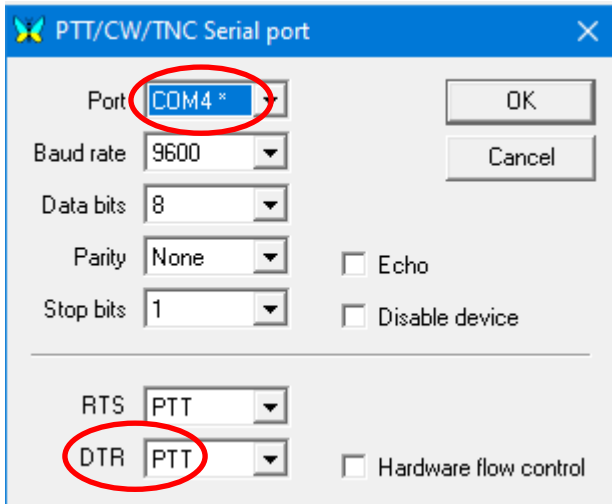 PTT/CW/TNC Serial port
Port COM4 * OK
Baud rate 9600 Cancel
Data bits 8
Parity None Echo
Stop bits 1 Disable device
RTS PTT
DTR PTT Hardware flow control